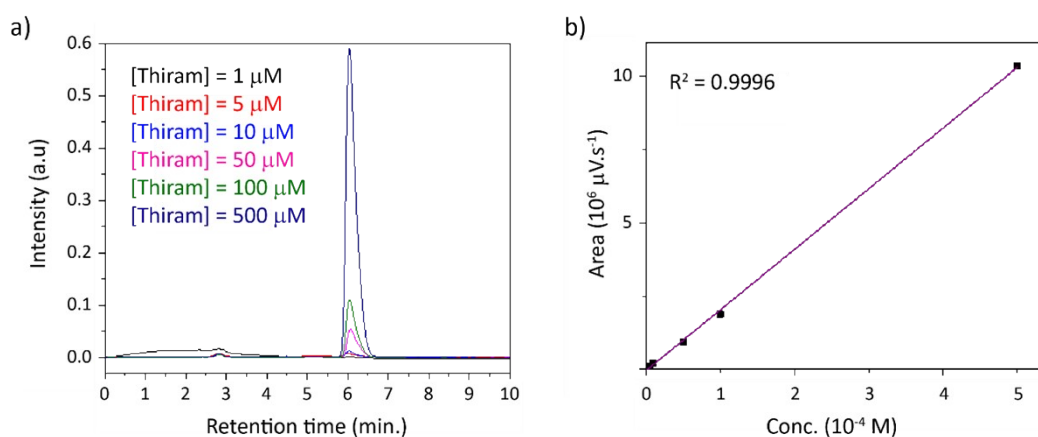 a)
0.6
0.5
0.4
0.3
0.2
0.1
0.0
Intensity (a.u)
[Thiram] = 1 µM
[Thiram] = 5 µM
[Thiram] = 10 µM
[Thiram] = 50 µM
[Thiram] = 100 µM
[Thiram] = 500 µM
0 1 2 3 4 5 6 7 8 9 10
Retention time (min.)
b)
10
5
Area (10⁶ µV.s⁻¹)
R² = 0.9996
0 1 2 3 4 5
Conc. (10⁻⁴ M)